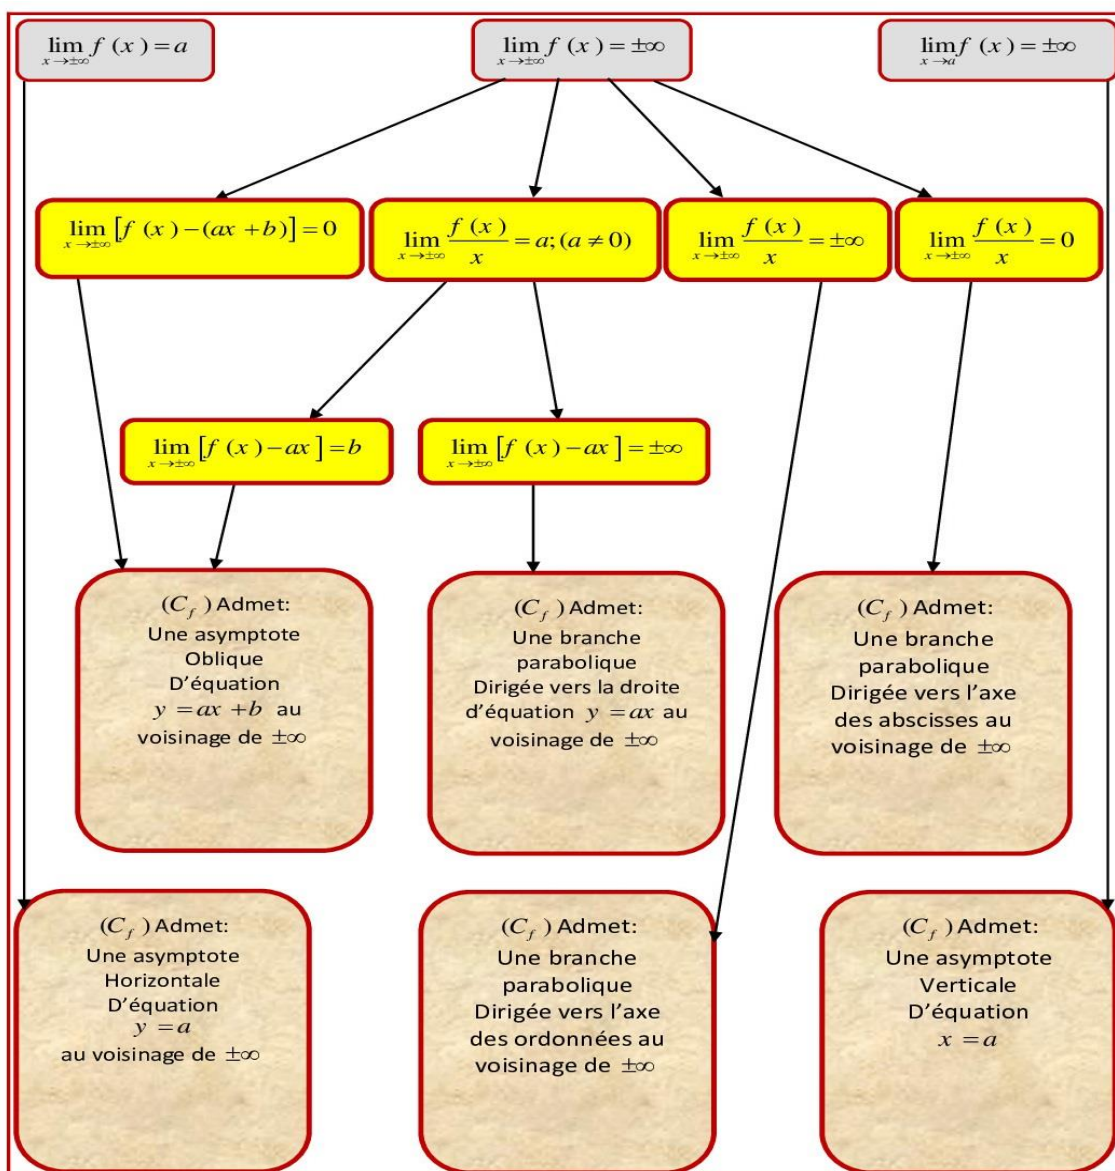 lim f(x)=a
x→±∞
lim f(x)=±∞
x→±∞
lim f(x)=±∞
x→a
lim [f(x)−(ax+b)]=0
x→±∞
lim f(x)/x=a;(a≠0)
x→±∞
lim f(x)/x=±∞
x→±∞
lim f(x)/x=0
x→±∞
lim [f(x)−ax]=b
x→±∞
lim [f(x)−ax]=±∞
x→±∞
(C_f) Admet:
Une asymptote
Oblique
D'équation
y=ax+b au
voisinage de ±∞
(C_f) Admet:
Une branche
parabolique
Dirigée vers la droite
d'équation y=ax au
voisinage de ±∞
(C_f) Admet:
Une branche
parabolique
Dirigée vers l'axe
des abscisses au
voisinage de ±∞
(C_f) Admet:
Une asymptote
Horizontale
D'équation
y=a
au voisinage de ±∞
(C_f) Admet:
Une branche
parabolique
Dirigée vers l'axe
des ordonnées au
voisinage de ±∞
(C_f) Admet:
Une asymptote
Verticale
D'équation
x=a